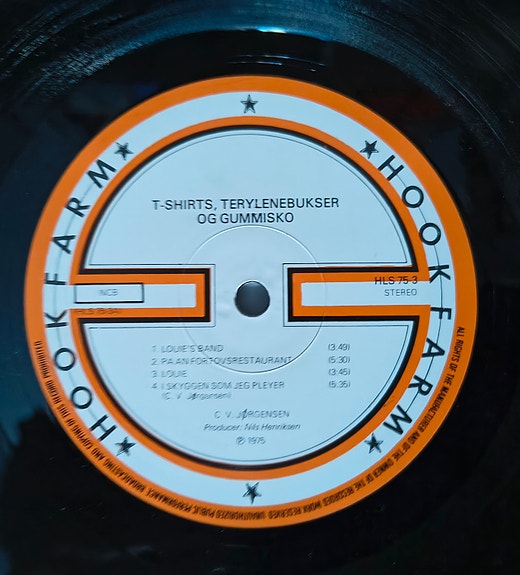 HOOKFARM
HOOKFARM
T-SHIRTS, TERYLENEBUKSER
OG GUMMISKO
NCB
HLS 75-3
STEREO
1. LOUIE'S BAND (3.49)
2. PA AN FORTOVSRESTAURANT (5:30)
3. LOUIE (3:45)
4. I SKYGGEN SOM JEG PLEYER (5.35)
(C. V. Jørgensen)
C. V. JØRGENSEN
Producer: Nils Henriksen
℗ 1975
ALL RIGHTS OF THE MANUFACTURER AND OF THE OWNER OF THE RECORDED WORK RESERVED. UNAUTHORIZED PUBLIC PERFORMANCE, BROADCASTING AND COPYING OF THIS RECORD PROHIBITED